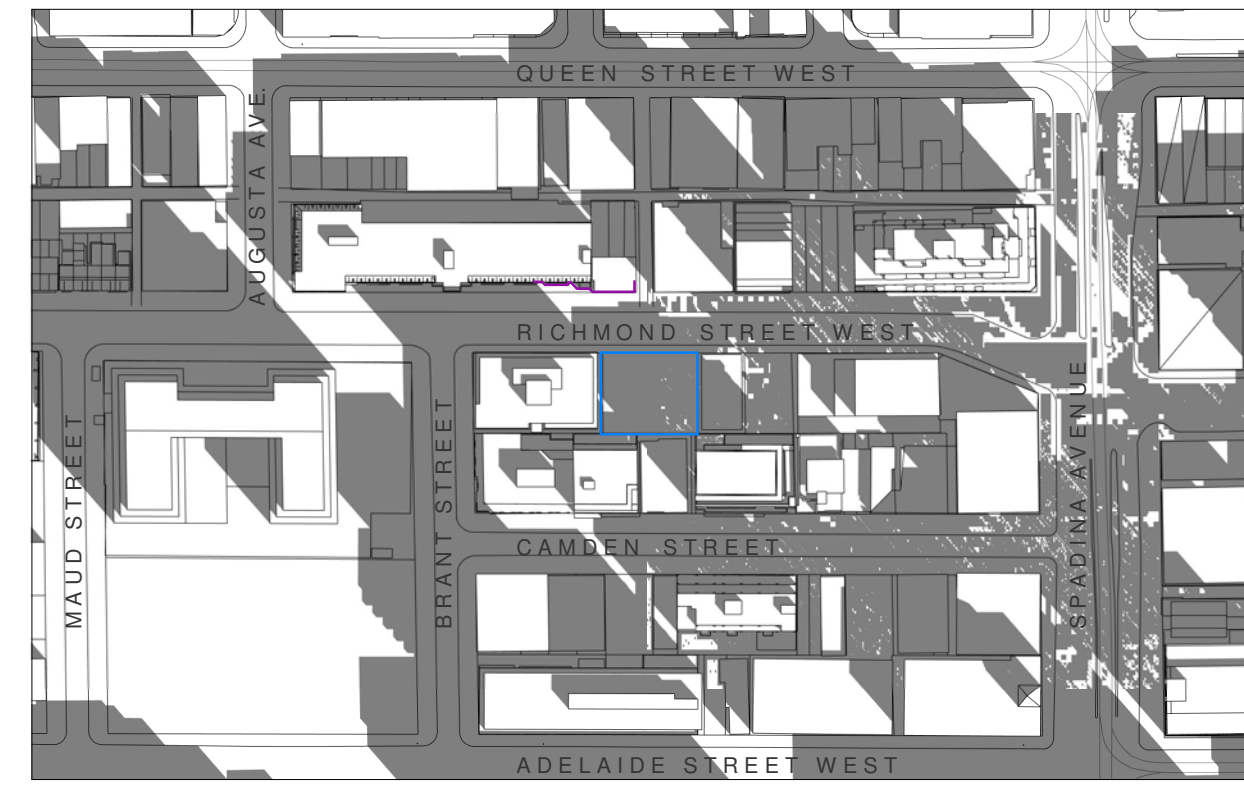 QUEEN STREET WEST
AUGUSTA AVE.
RICHMOND STREET WEST
MAUD STREET
BRANT STREET
SPADINA AVENUE
CAMDEN STREET
ADELAIDE STREET WEST